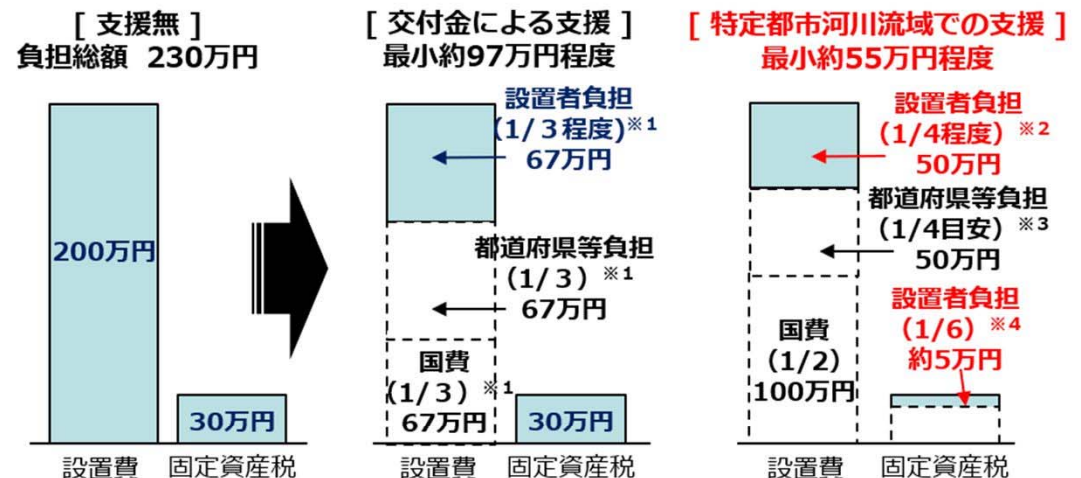 [ 支援無 ]
負担総額 230万円
200万円
30万円
設置費
固定資産税
[ 交付金による支援 ]
最小約97万円程度
設置者負担
(1/３程度)※1
67万円
都道府県等負担
(1/３) ※1
67万円
国費
(1/３) ※1
67万円
30万円
設置費
固定資産税
[ 特定都市河川流域での支援 ]
最小約55万円程度
設置者負担
(1/4程度) ※2
50万円
都道府県等負担
(1/4目安) ※3
50万円
国費
(1/2)
100万円
設置者負担
(1/6) ※4
約5万円
設置費
固定資産税